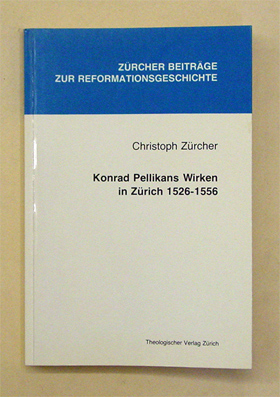 ZÜRCHER BEITRÄGE
ZUR REFORMATIONSGESCHICHTE
Christoph Zürcher
Konrad Pellikans Wirken
in Zürich 1526-1556
Theologischer Verlag Zürich